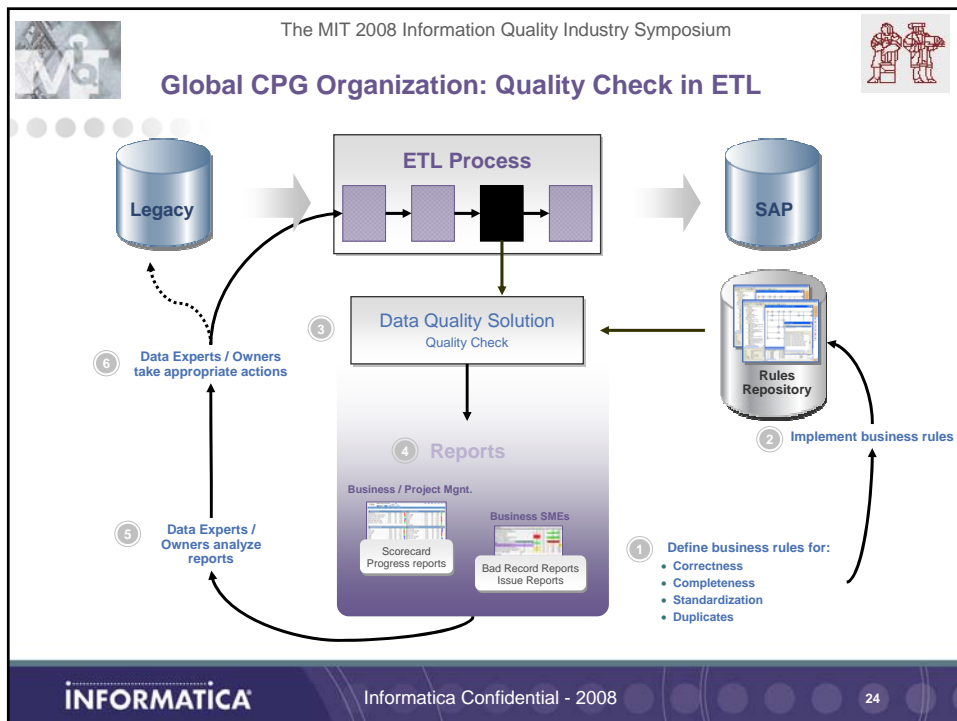 The MIT 2008 Information Quality Industry Symposium
Global CPG Organization: Quality Check in ETL
Legacy
ETL Process
SAP
3
Data Quality Solution
Quality Check
Rules
Repository
6
Data Experts / Owners
take appropriate actions
2
Implement business rules
4
Reports
Business / Project Mgnt.
Scorecard
Progress reports
Business SMEs
Bad Record Reports
Issue Reports
5
Data Experts /
Owners analyze
reports
1
Define business rules for:
• Correctness
• Completeness
• Standardization
• Duplicates
INFORMATICA
Informatica Confidential - 2008
24